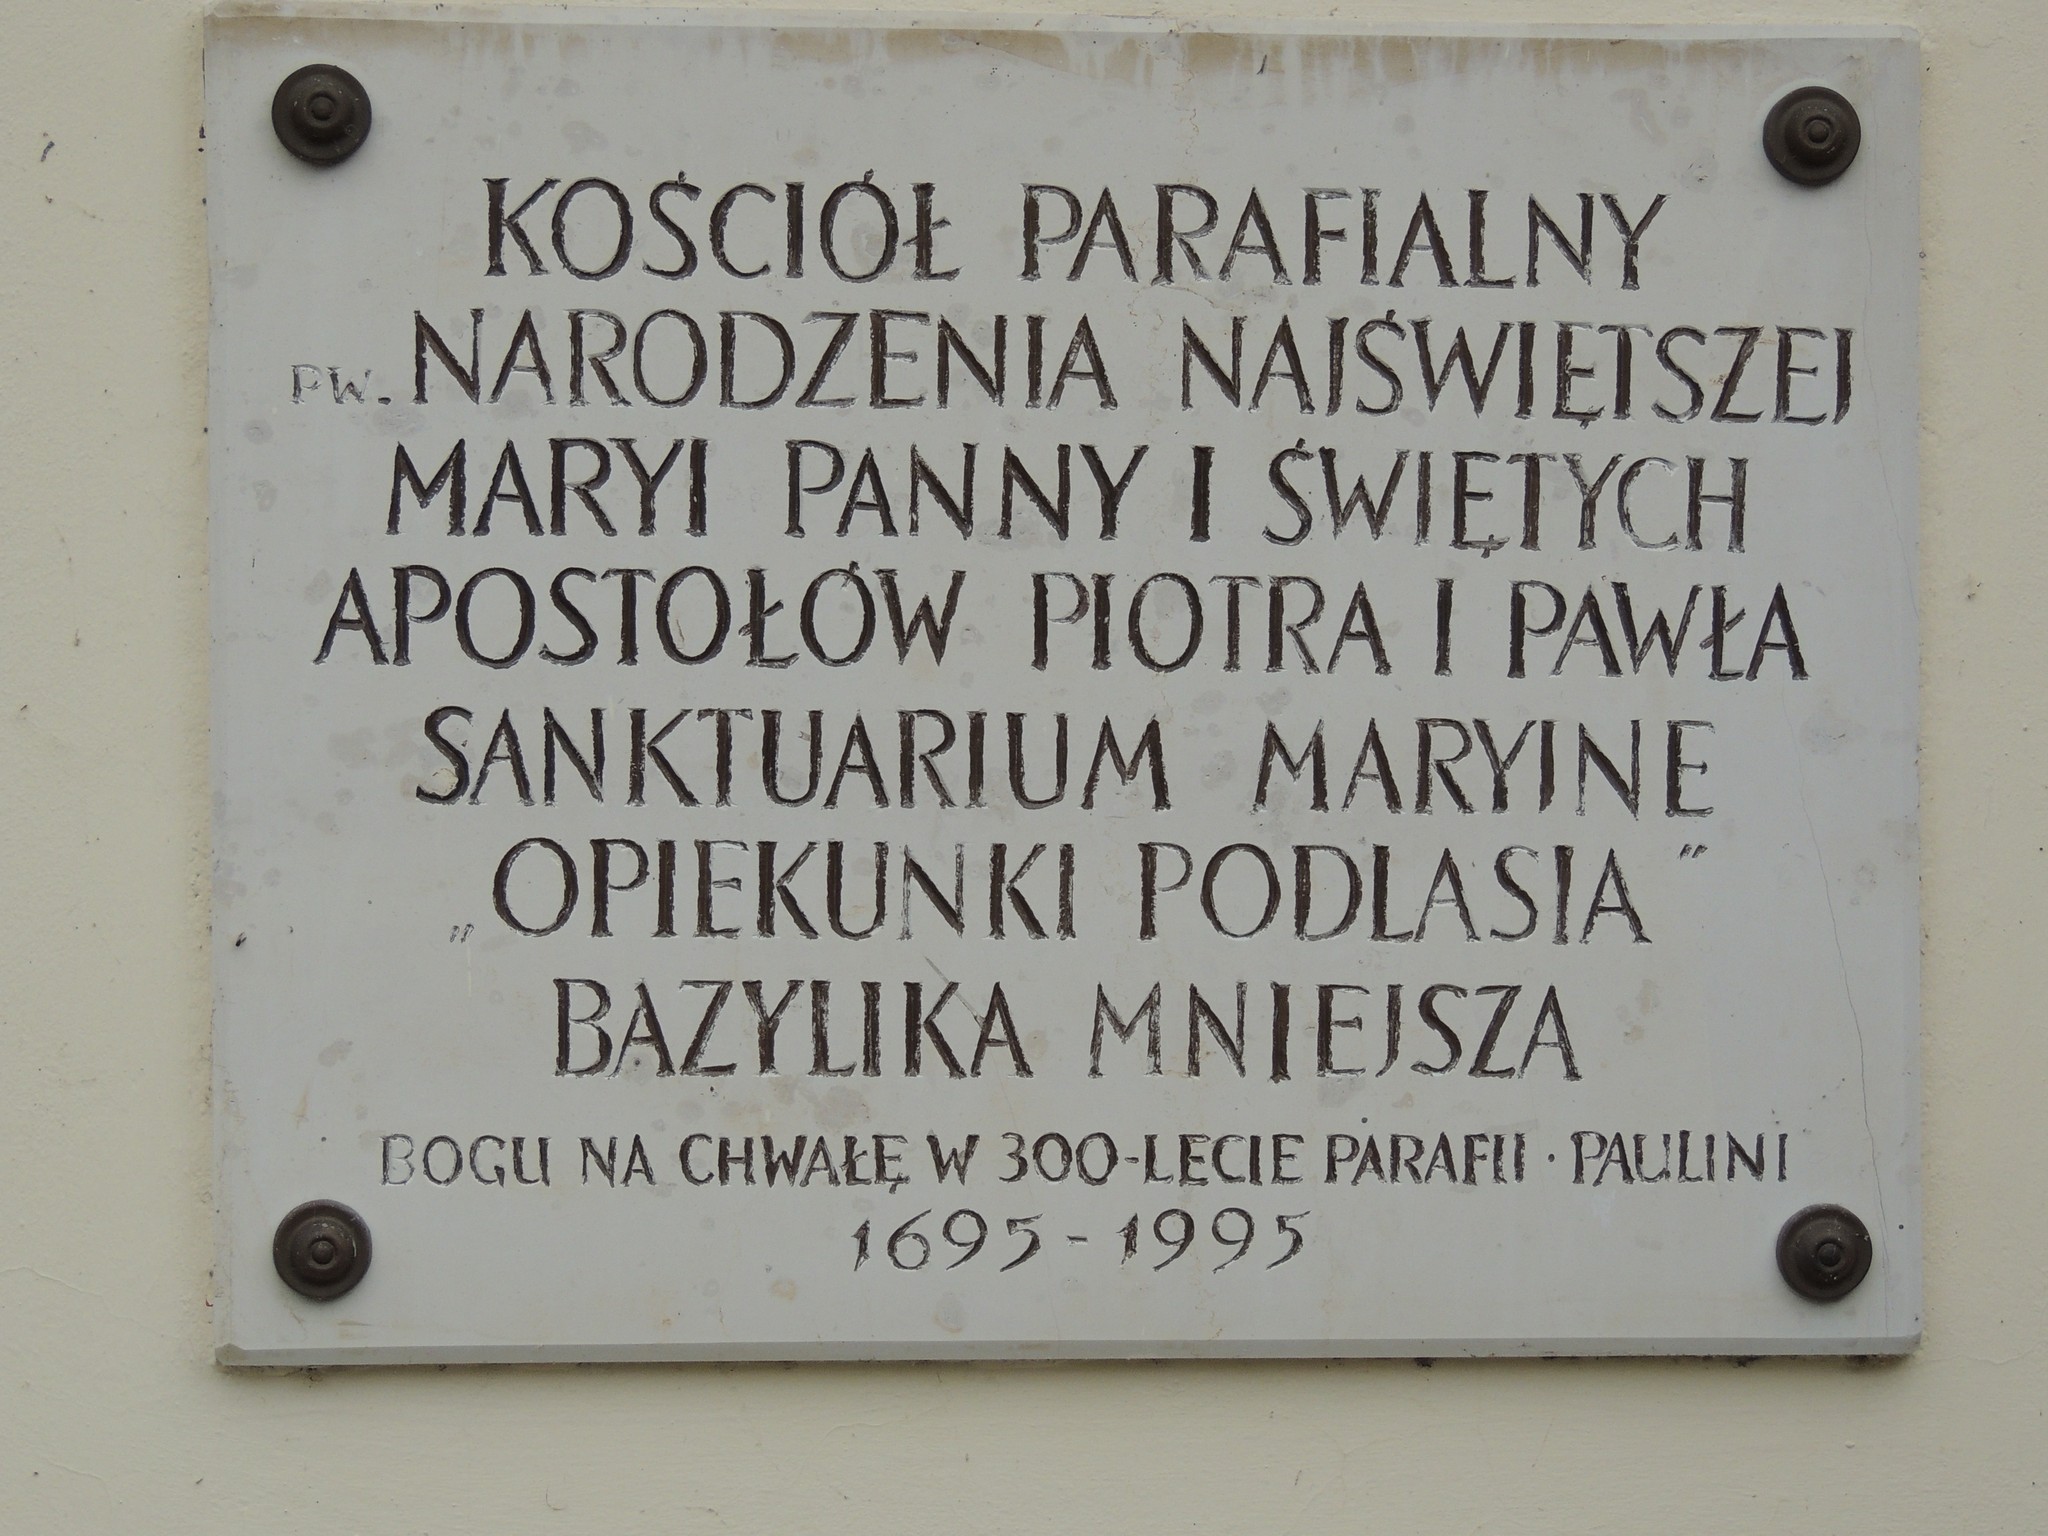 KOŚCIÓŁ PARAFIALNY
PW. NARODZENIA NAJŚWIĘTSZEJ
MARYI PANNY I ŚWIĘTYCH
APOSTOŁÓW PIOTRA I PAWŁA
SANKTUARIUM MARYJNE
„OPIEKUNKI PODLASIA"
BAZYLIKA MNIEJSZA
BOGU NA CHWAŁĘ W 300-LECIE PARAFII · PAULINI
1695-1995